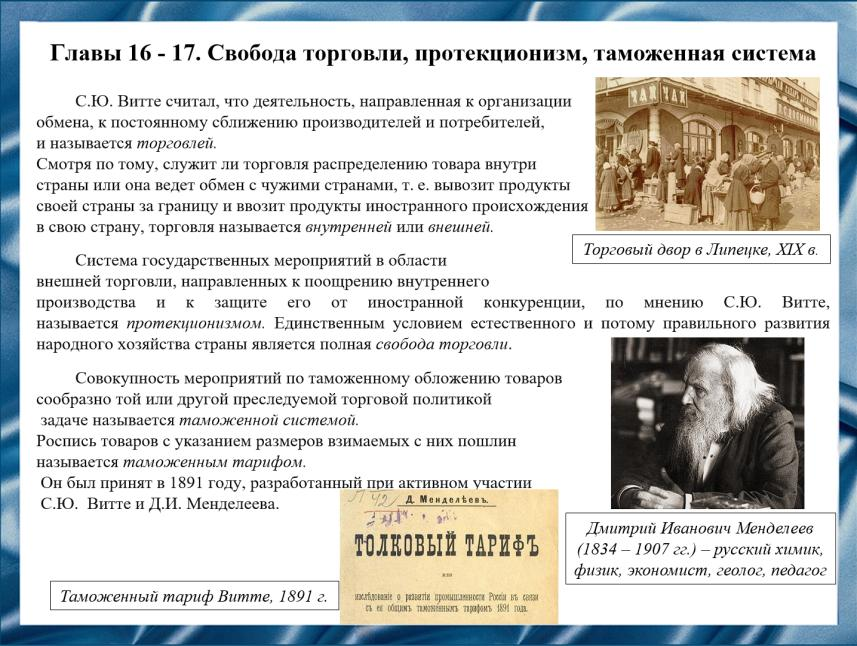 Главы 16 - 17. Свобода торговли, протекционизм, таможенная система
С.Ю. Витте считал, что деятельность, направленная к организации
обмена, к постоянному сближению производителей и потребителей,
и называется торговлей.
Смотря по тому, служит ли торговля распределению товара внутри
страны или она ведет обмен с чужими странами, т. е. вывозит продукты
своей страны за границу и ввозит продукты иностранного происхождения
в свою страну, торговля называется внутренней или внешней.
ЧАЙ ЧАЙ
Торговый двор в Липецке, XIX в.
Система государственных мероприятий в области
внешней торговли, направленных к поощрению внутреннего
производства и к защите его от иностранной конкуренции, по мнению С.Ю. Витте,
называется протекционизмом. Единственным условием естественного и потому правильного развития
народного хозяйства страны является полная свобода торговли.
Совокупность мероприятий по таможенному обложению товаров
сообразно той или другой преследуемой торговой политикой
задаче называется таможенной системой.
Роспись товаров с указанием размеров взимаемых с них пошлин
называется таможенным тарифом.
Он был принят в 1891 году, разработанный при активном участии
С.Ю. Витте и Д.И. Менделеева.
Д. Менделѣевъ.
ТОЛКОВЫЙ ТАРИФЪ
или
изслѣдованіе о развитіи промышленности Россіи въ связи
съ ея общимъ таможеннымъ тарифомъ 1891 года.
Таможенный тариф Витте, 1891 г.
Дмитрий Иванович Менделеев
(1834 – 1907 гг.) – русский химик,
физик, экономист, геолог, педагог